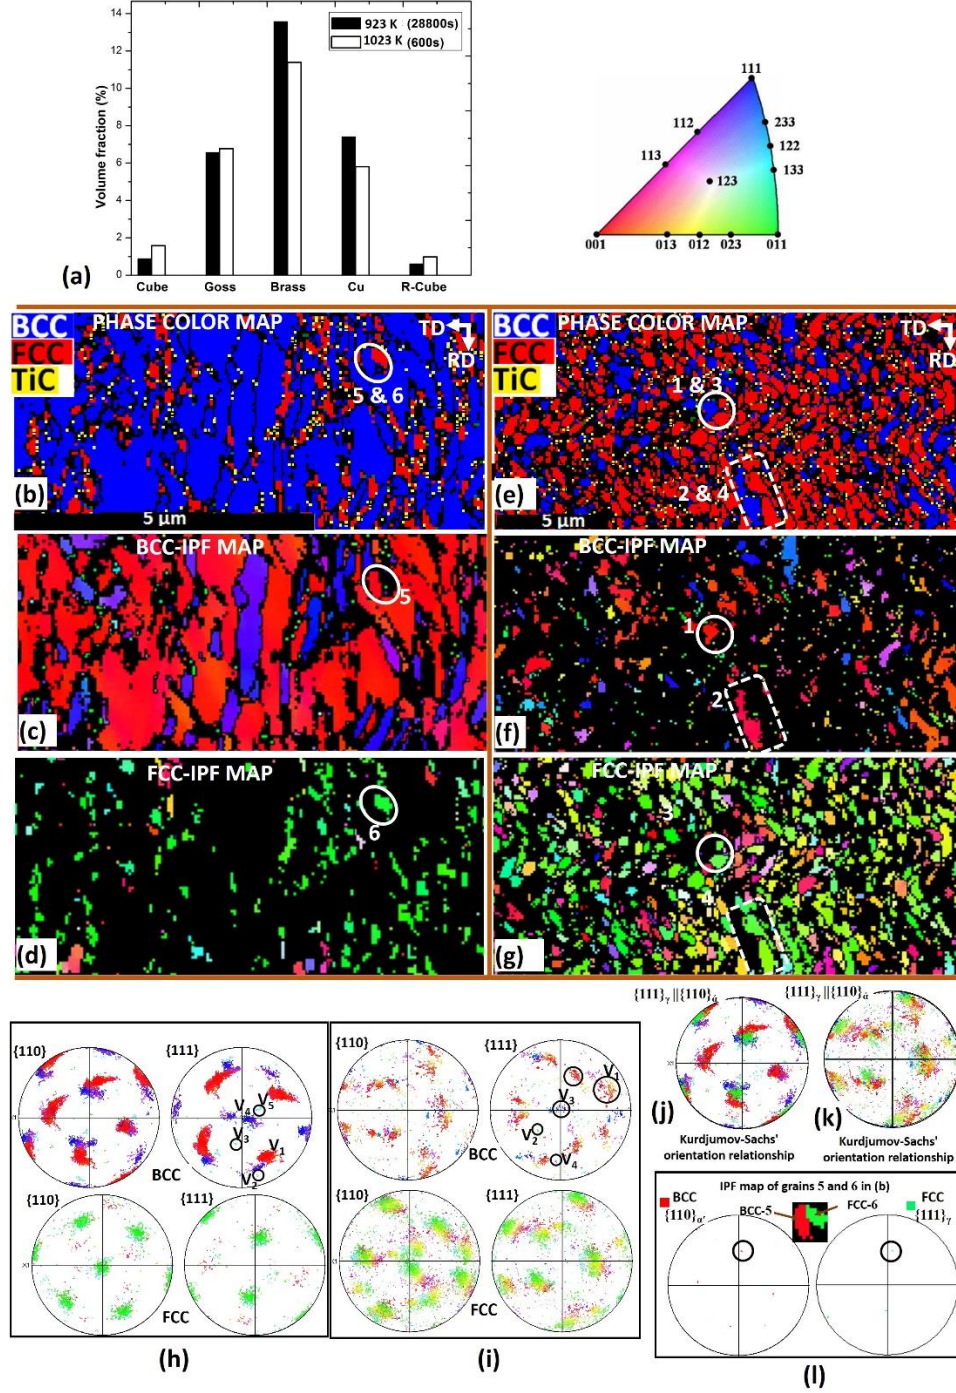 14
12
10
8
6
4
2
0
Volume fraction (%)
923 K (28800s)
1023 K (600s)
Cube
Goss
Brass
Cu
R-Cube
(a)
111
112
233
122
113
133
123
001
013
012
023
011
BCC
FCC
TiC
PHASE COLOR MAP
TD
RD
5 & 6
(b)
5 µm
BCC-IPF MAP
5
(c)
FCC-IPF MAP
6
(d)
BCC
FCC
TiC
PHASE COLOR MAP
TD
RD
1 & 3
2 & 4
(e)
5 µm
BCC-IPF MAP
1
2
(f)
FCC-IPF MAP
3
4
(g)
{110}
{111}
X1
V4
V5
V3
V1
V2
BCC
{110}
{111}
X1
FCC
(h)
{110}
{111}
X1
V1
V3
V2
V4
BCC
{110}
{111}
X1
FCC
(i)
{111}γ ||{110}ά
X1
(j)
Kurdjumov-Sachs'
orientation relationship
{111}γ ||{110}ά
X1
(k)
Kurdjumov-Sachs'
orientation relationship
IPF map of grains 5 and 6 in (b)
BCC
{110}α'
BCC-5
FCC-6
FCC
{111}γ
(l)